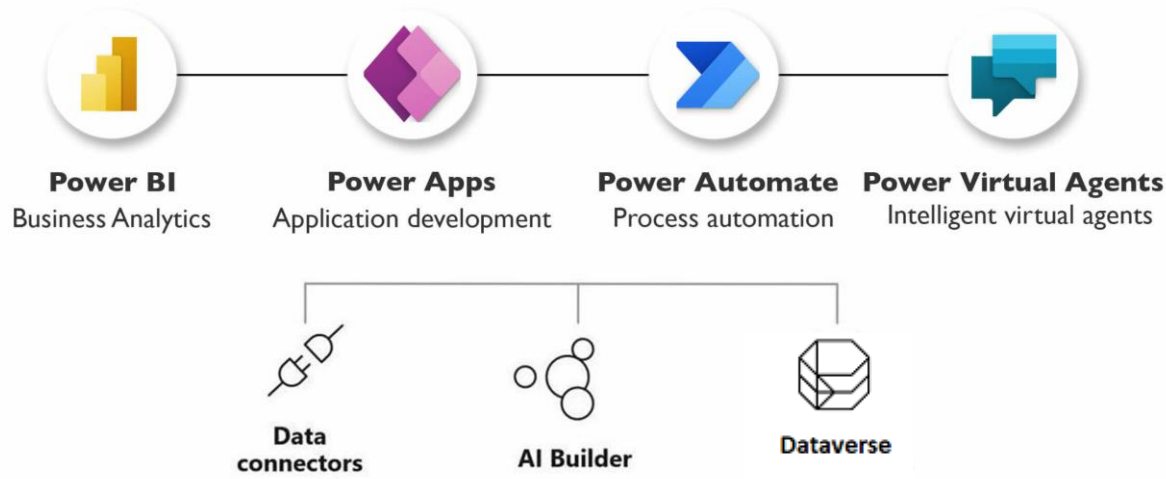 Power BI
Business Analytics
Power Apps
Application development
Power Automate
Process automation
Power Virtual Agents
Intelligent virtual agents
Data
connectors
AI Builder
Dataverse